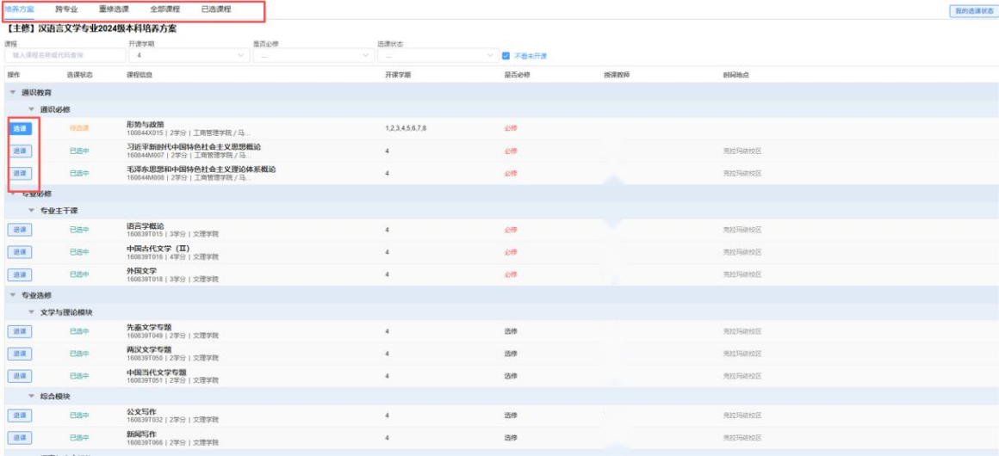 培养方案 跨专业 重修选课 全部课程 已选课程 我的选课状态
【主修】汉语言文学专业2024级本科培养方案
课程 开课学期 是否必修 选课状态
输入课程名称或代码查询 4 ... ... 不看未开课
操作 选课状态 课程信息 开课学期 是否必修 授课教师 时间地点
通识教育
通识必修
选课 待选课 形势与政策 1,2,3,4,5,6,7,8 必修
100844X015 | 2学分 | 工商管理学院 / 马...
退课 已选中 习近平新时代中国特色社会主义思想概论 4 必修 克拉玛依校区
160844M007 | 2学分 | 工商管理学院 / 马...
退课 已选中 毛泽东思想和中国特色社会主义理论体系概论 4 必修 克拉玛依校区
160844M008 | 2学分 | 工商管理学院 / 马...
专业必修
专业主干课
退课 已选中 语言学概论 4 必修 克拉玛依校区
160839T015 | 3学分 | 文理学院
退课 已选中 中国古代文学（II） 4 必修 克拉玛依校区
160839T016 | 4学分 | 文理学院
退课 已选中 外国文学 4 必修 克拉玛依校区
160839T018 | 3学分 | 文理学院
专业选修
文学与理论模块
退课 已选中 先秦文学专题 4 选修 克拉玛依校区
160839T049 | 2学分 | 文理学院
退课 已选中 两汉文学专题 4 选修 克拉玛依校区
160839T050 | 2学分 | 文理学院
退课 已选中 中国当代文学专题 4 选修 克拉玛依校区
160839T051 | 2学分 | 文理学院
综合模块
退课 已选中 公文写作 4 选修 克拉玛依校区
160839T032 | 2学分 | 文理学院
退课 已选中 新闻写作 4 选修 克拉玛依校区
160839T066 | 2学分 | 文理学院